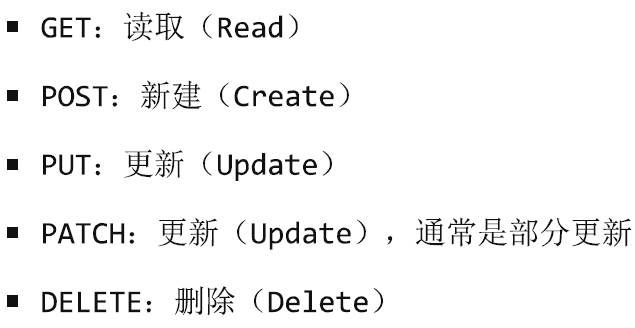 ▪ GET：读取（Read）
▪ POST：新建（Create）
▪ PUT：更新（Update）
▪ PATCH：更新（Update），通常是部分更新
▪ DELETE：删除（Delete）